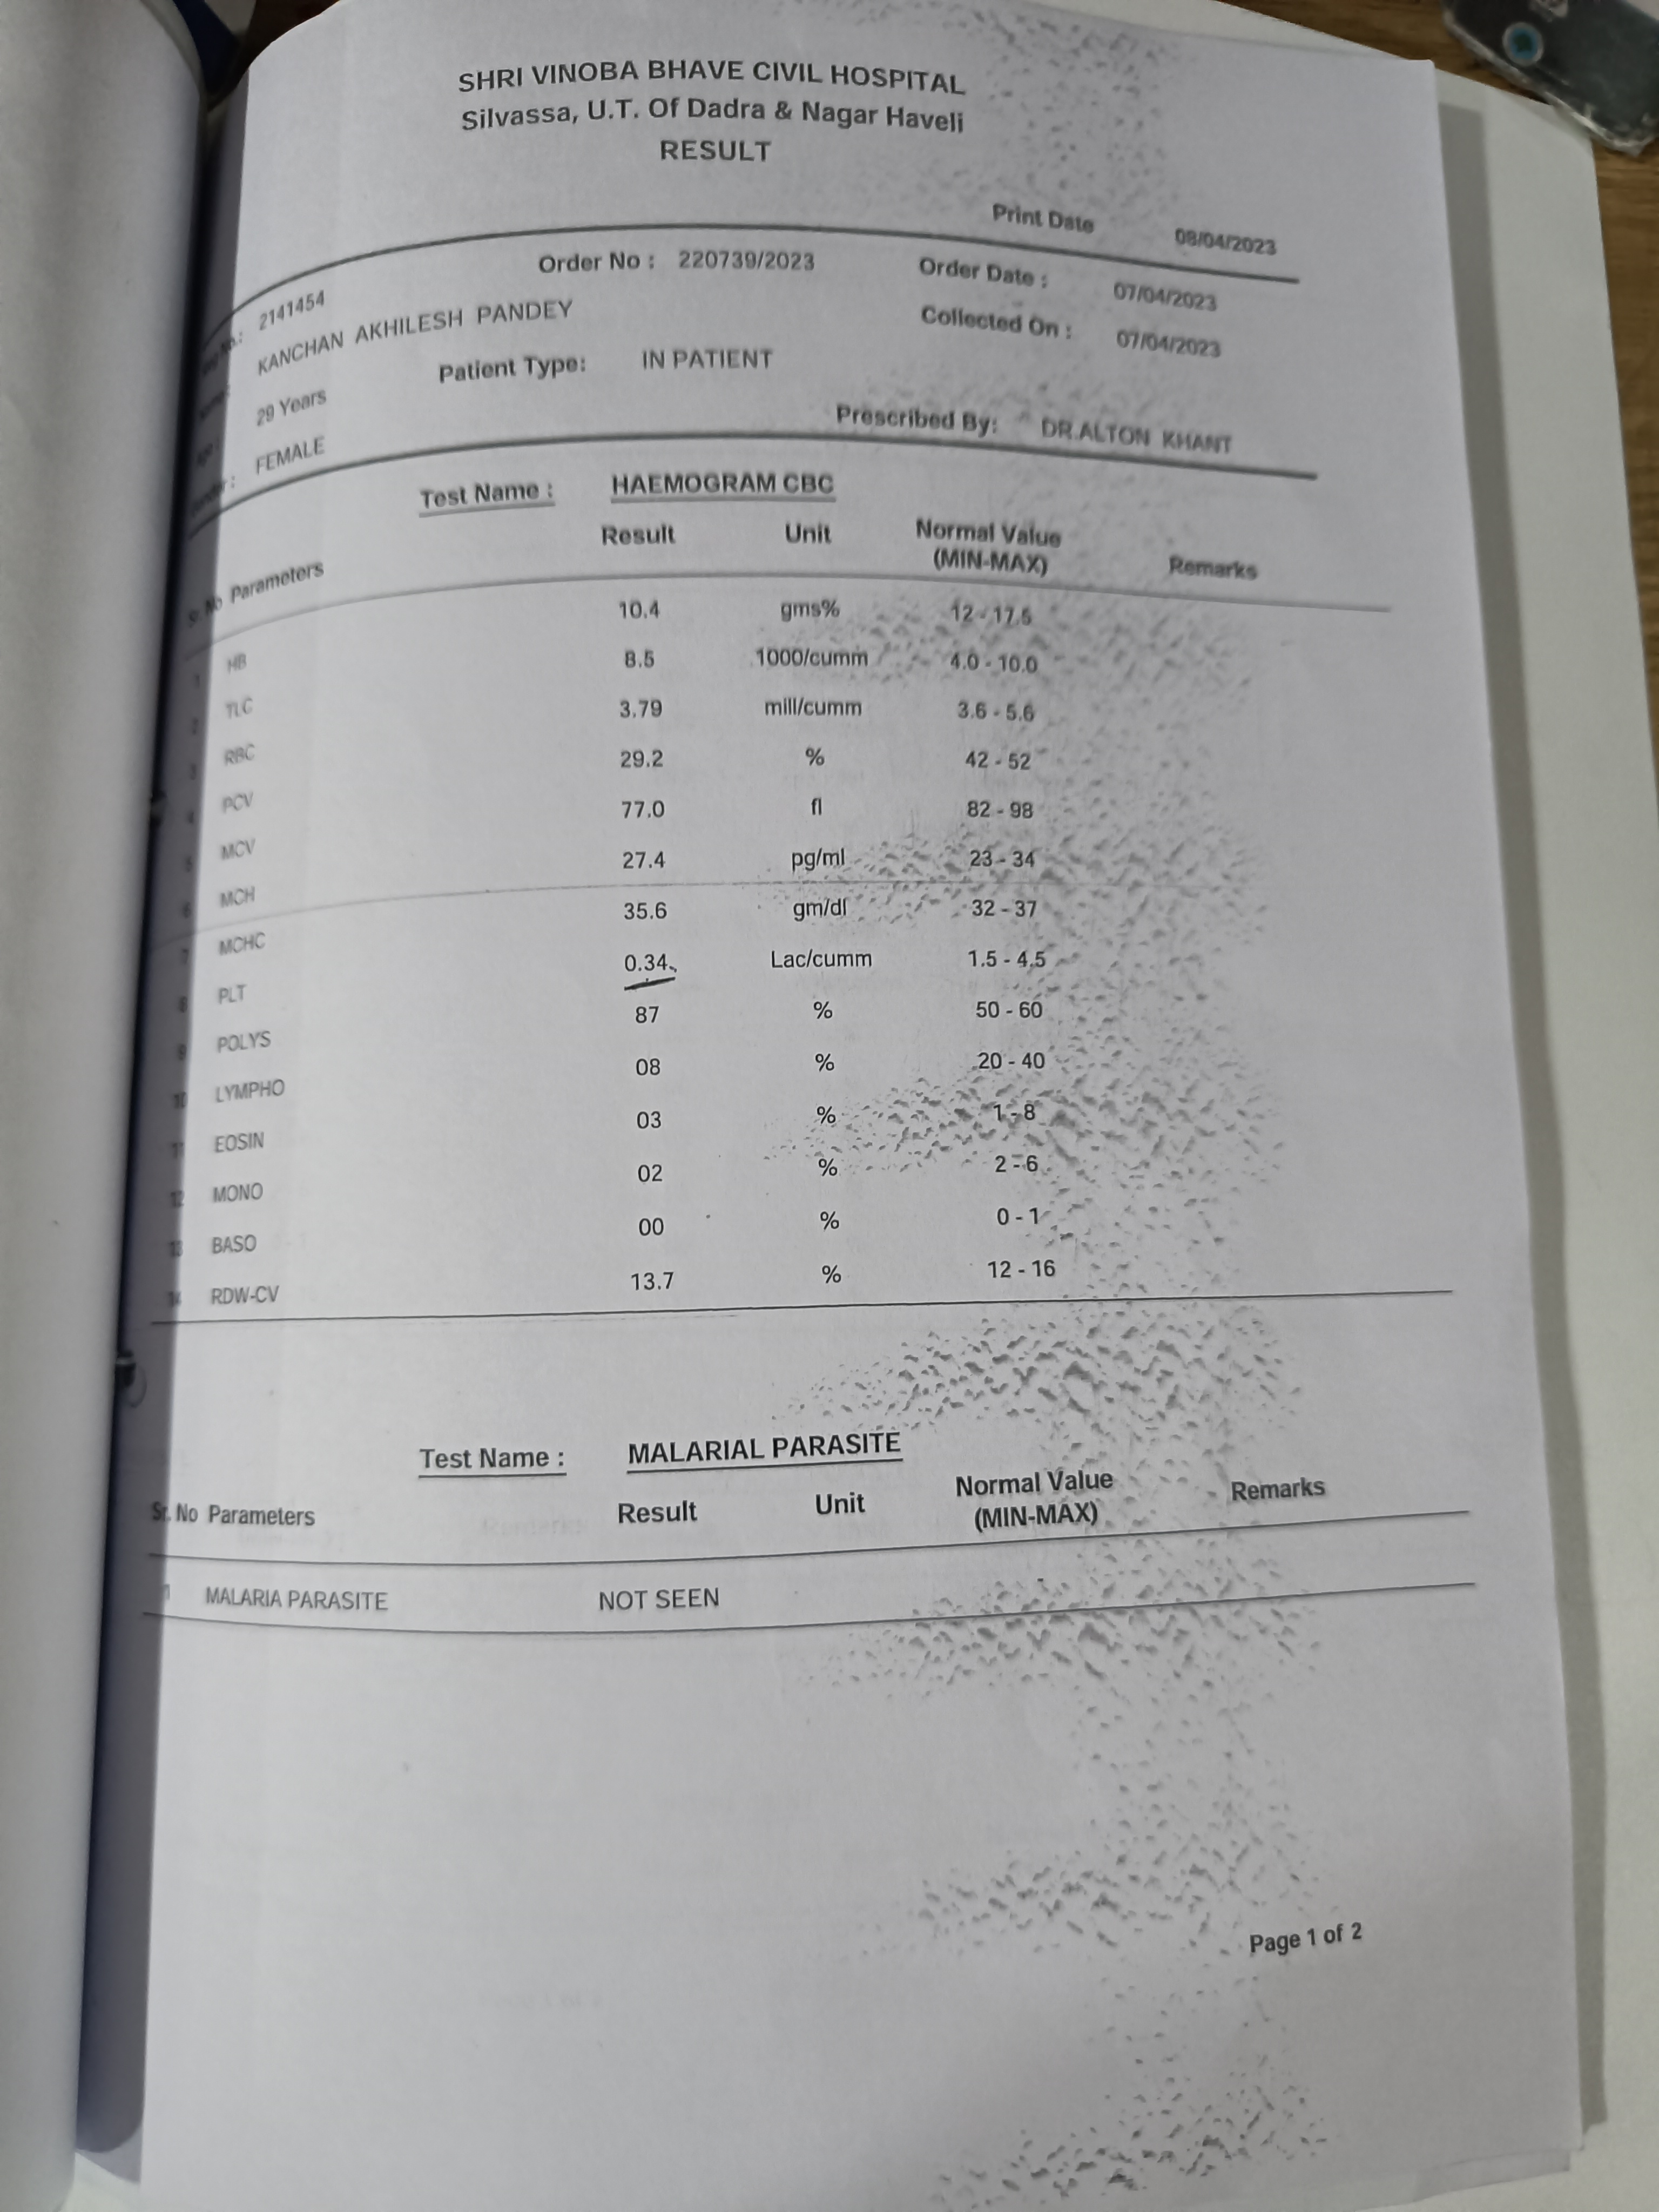 SHRI VINOBA BHAVE CIVIL HOSPITAL
Silvassa, U.T. Of Dadra & Nagar Haveli
RESULT
Print Date 08/04/2023
2141454 Order No : 220739/2023 Order Date : 07/04/2023
KANCHAN AKHILESH PANDEY Collected On : 07/04/2023
29 Years Patient Type: IN PATIENT
FEMALE Prescribed By: DR.ALTON KHANT
Test Name : HAEMOGRAM CBC
Sr. No Parameters Result Unit Normal Value (MIN-MAX) Remarks
1 HB 10.4 gms% 12 - 17.5
2 TLC 8.5 1000/cumm 4.0 - 10.0
3 RBC 3.79 mill/cumm 3.6 - 5.6
4 PCV 29.2 % 42 - 52
5 MCV 77.0 fl 82 - 98
6 MCH 27.4 pg/ml 23 - 34
7 MCHC 35.6 gm/dl 32 - 37
8 PLT 0.34 Lac/cumm 1.5 - 4.5
9 POLYS 87 % 50 - 60
10 LYMPHO 08 % 20 - 40
11 EOSIN 03 % 1 - 8
12 MONO 02 % 2 - 6
13 BASO 00 % 0 - 1
14 RDW-CV 13.7 % 12 - 16
Test Name : MALARIAL PARASITE
Sr. No Parameters Result Unit Normal Value (MIN-MAX) Remarks
1 MALARIA PARASITE NOT SEEN
Page 1 of 2